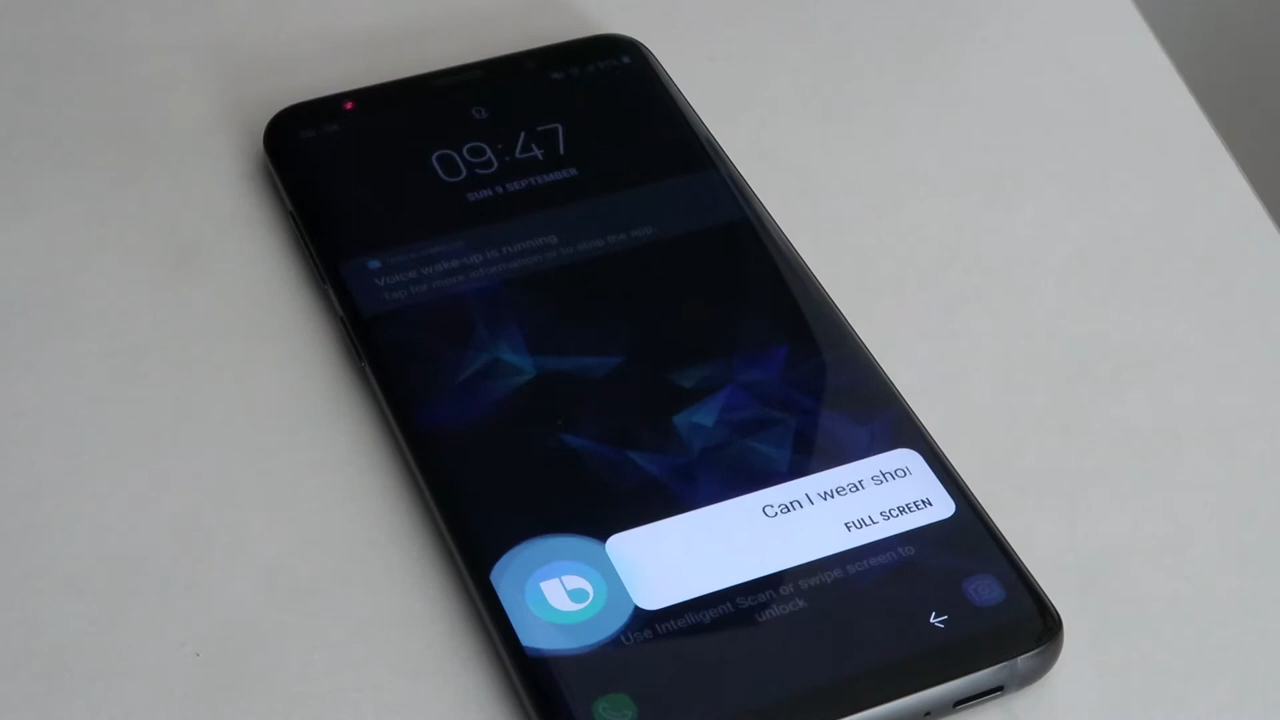 09:47
SUN 9 SEPTEMBER
Voice wake-up is running
Tap for more information or to stop the app.
Can I wear sho
FULL SCREEN
Use Intelligent Scan or swipe screen to
unlock